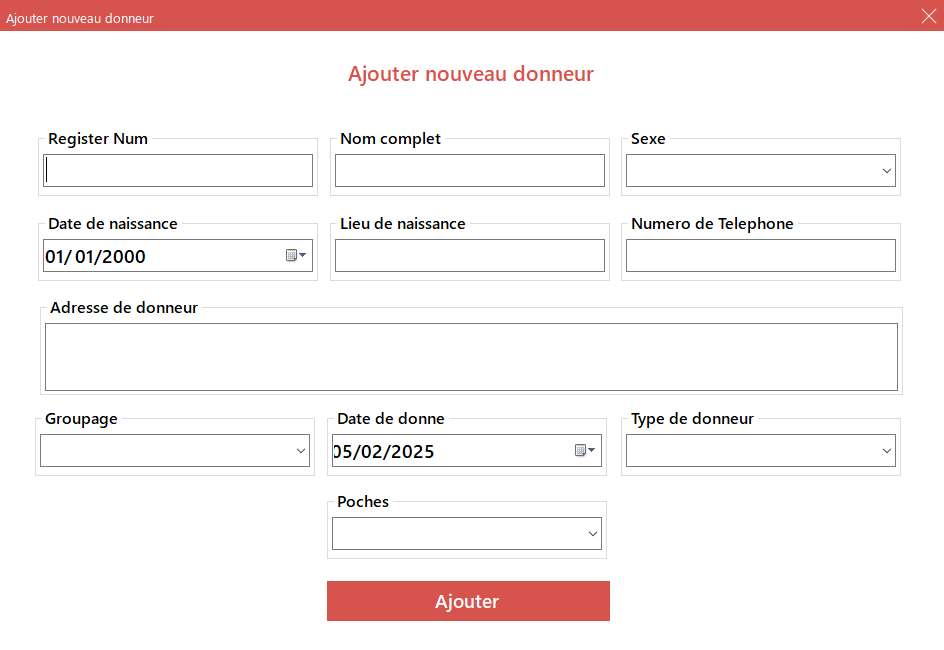 Ajouter nouveau donneur
Ajouter nouveau donneur
Register Num
Nom complet
Sexe
Date de naissance
Lieu de naissance
Numero de Telephone
01/01/2000
Adresse de donneur
Groupage
Date de donne
Type de donneur
05/02/2025
Poches
Ajouter